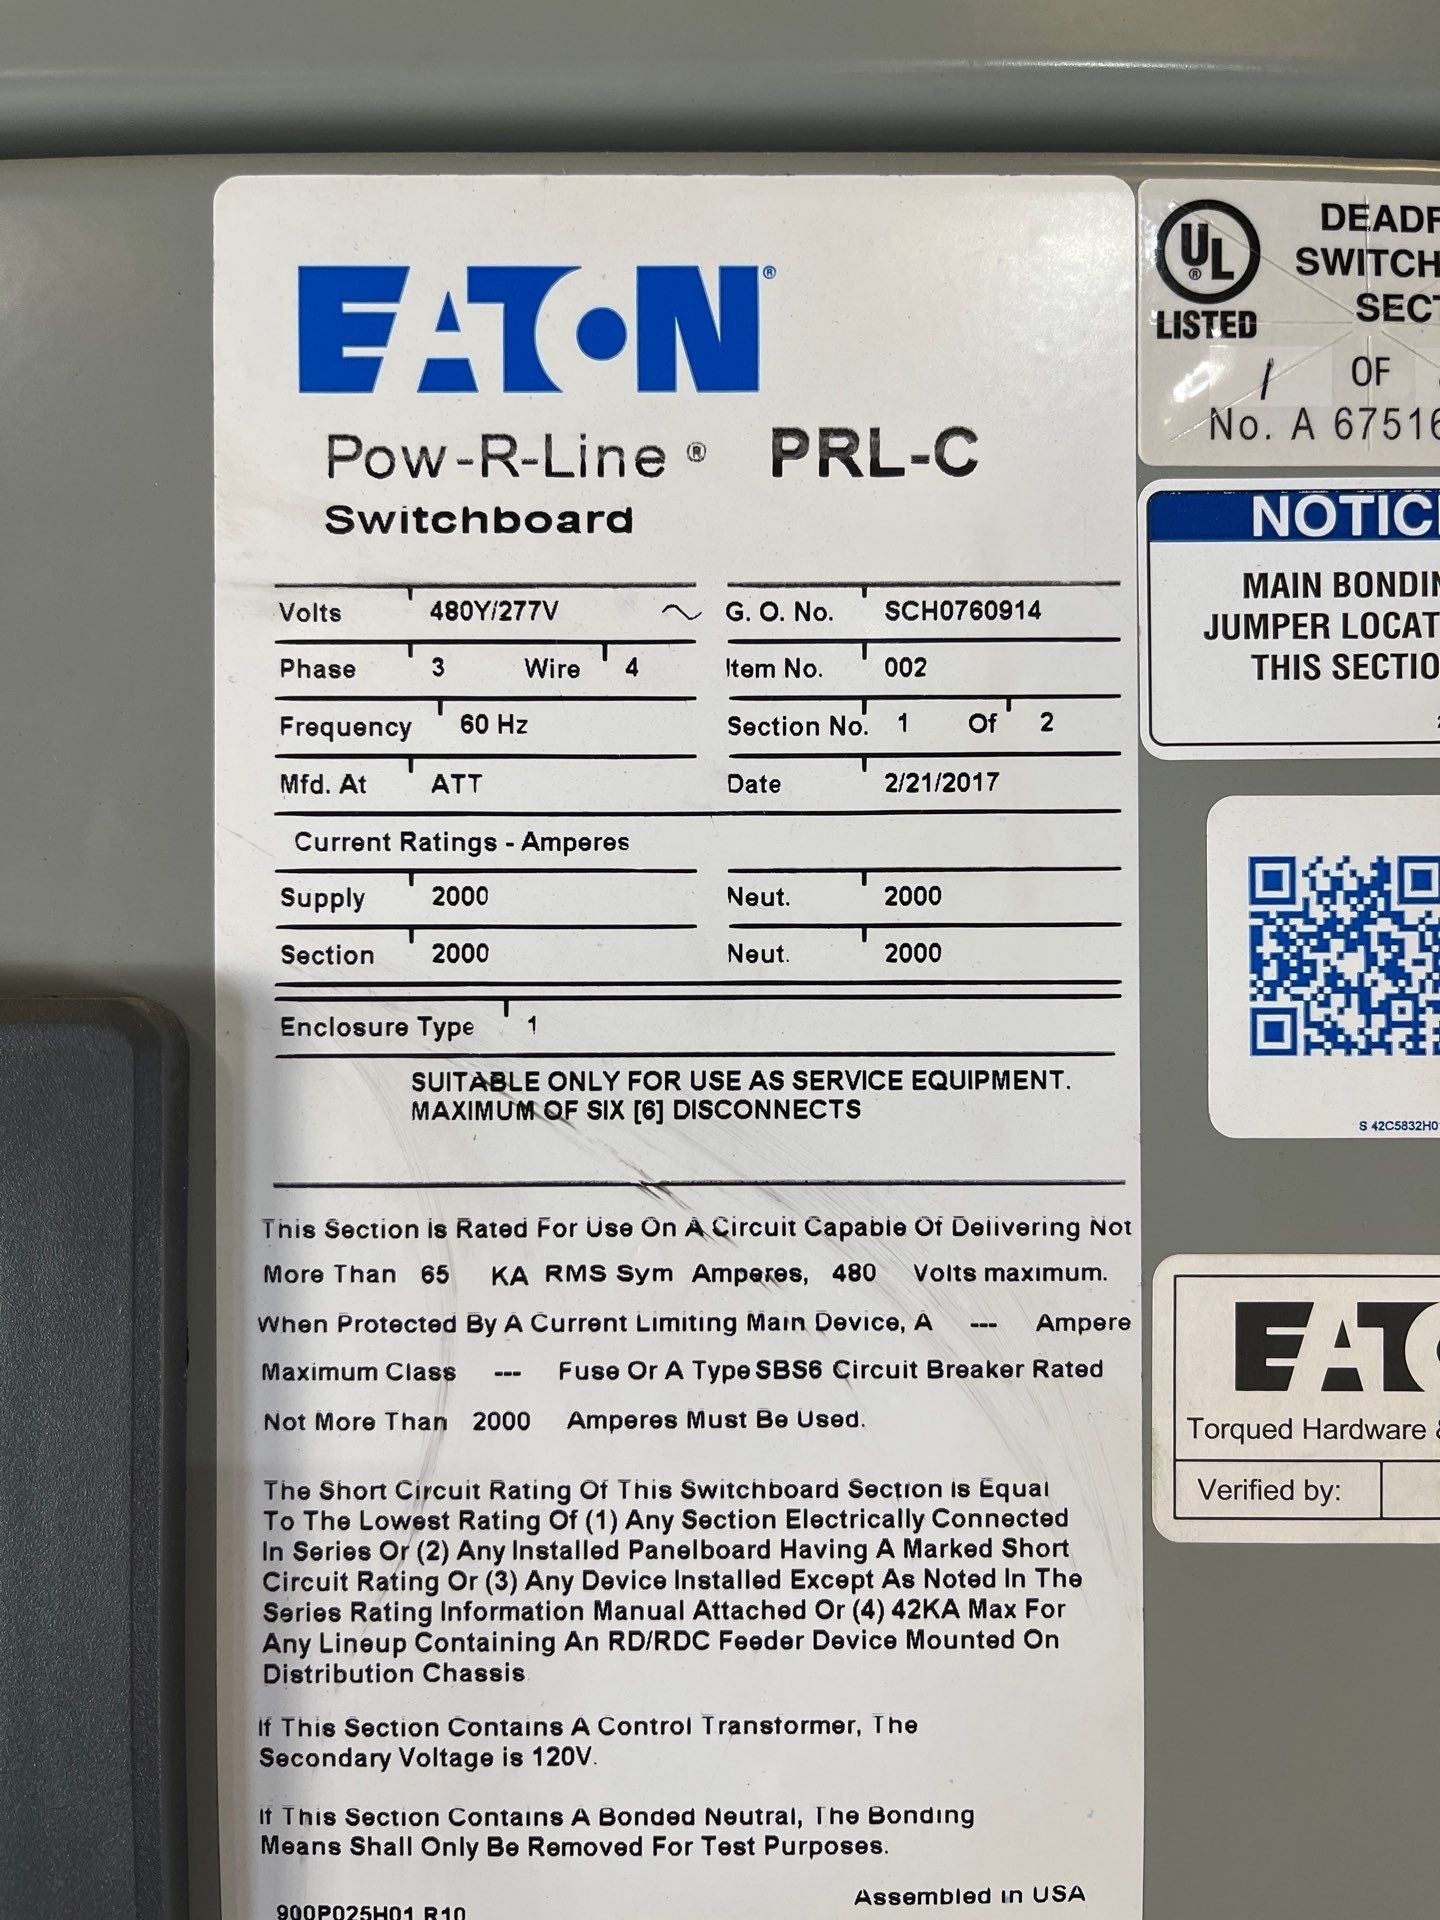 EATON®
Pow-R-Line ® PRL-C
Switchboard
Volts 480Y/277V ~ G. O. No. SCH0760914
Phase 3 Wire 4 Item No. 002
Frequency 60 Hz Section No. 1 Of 2
Mfd. At ATT Date 2/21/2017
Current Ratings - Amperes
Supply 2000 Neut. 2000
Section 2000 Neut. 2000
Enclosure Type 1
SUITABLE ONLY FOR USE AS SERVICE EQUIPMENT.
MAXIMUM OF SIX [6] DISCONNECTS
This Section is Rated For Use On A Circuit Capable Of Delivering Not
More Than 65 KA RMS Sym Amperes, 480 Volts maximum.
When Protected By A Current Limiting Main Device, A --- Ampere
Maximum Class --- Fuse Or A Type SBS6 Circuit Breaker Rated
Not More Than 2000 Amperes Must Be Used.
The Short Circuit Rating Of This Switchboard Section Is Equal
To The Lowest Rating Of (1) Any Section Electrically Connected
In Series Or (2) Any Installed Panelboard Having A Marked Short
Circuit Rating Or (3) Any Device Installed Except As Noted In The
Series Rating Information Manual Attached Or (4) 42KA Max For
Any Lineup Containing An RD/RDC Feeder Device Mounted On
Distribution Chassis
If This Section Contains A Control Transformer, The
Secondary Voltage is 120V.
If This Section Contains A Bonded Neutral, The Bonding
Means Shall Only Be Removed For Test Purposes.
Assembled in USA
900P025H01 R10
UL
®
LISTED
DEADF
SWITCH
SECT
1 OF
No. A 67516
NOTIC
MAIN BONDIN
JUMPER LOCAT
THIS SECTIO
S 42C5832H0
EATO
Torqued Hardware &
Verified by: